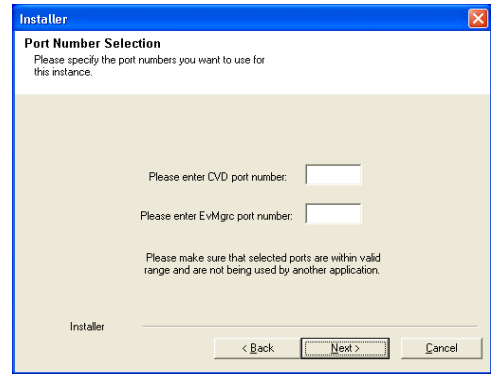 Installer
Port Number Selection
Please specify the port numbers you want to use for
this instance.
Please enter CVD port number:
Please enter EvMgrc port number:
Please make sure that selected ports are within valid
range and are not being used by another application.
Installer
< Back
Next >
Cancel